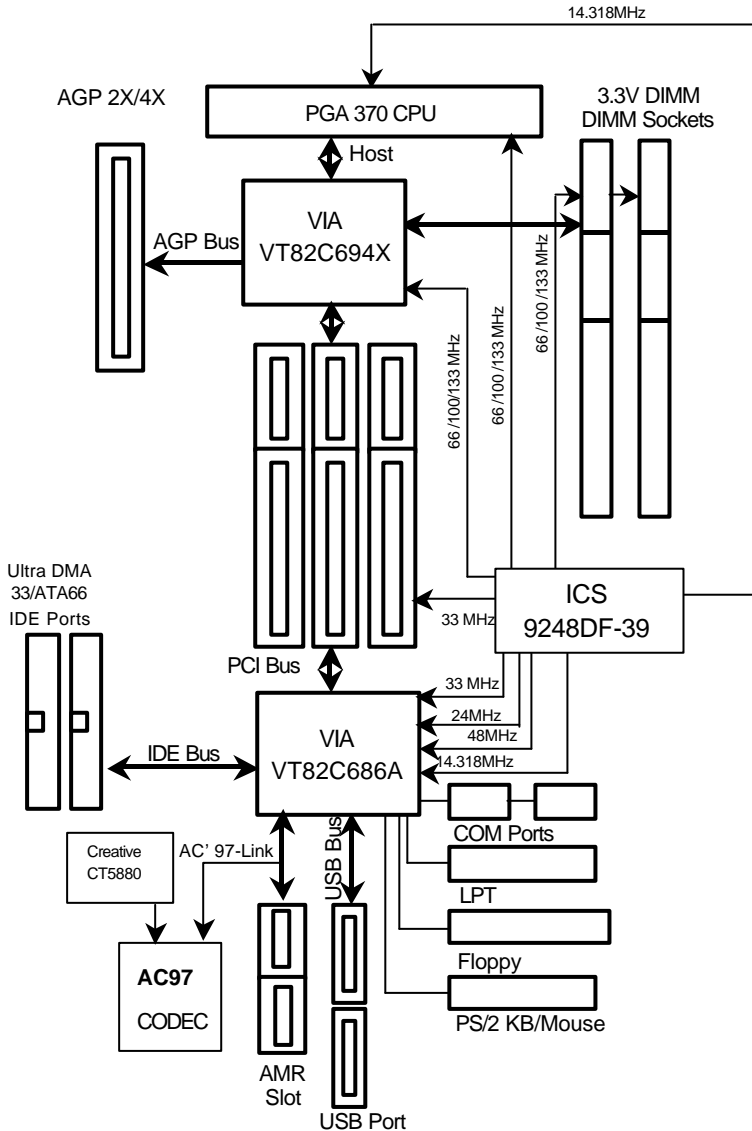 14.318MHz
AGP 2X/4X
PGA 370 CPU
3.3V DIMM
DIMM Sockets
Host
VIA
VT82C694X
AGP Bus
66 /100/133 MHz
66 /100 /133 MHz
66 /100 /133 MHz
Ultra DMA
33/ATA66
IDE Ports
ICS
9248DF-39
33 MHz
PCI Bus
33 MHz
24MHz
48MHz
14.318MHz
VIA
VT82C686A
IDE Bus
COM Ports
Creative
CT5880
AC' 97-Link
USB Bus
LPT
AC97
CODEC
Floppy
PS/2 KB/Mouse
AMR
Slot
USB Port